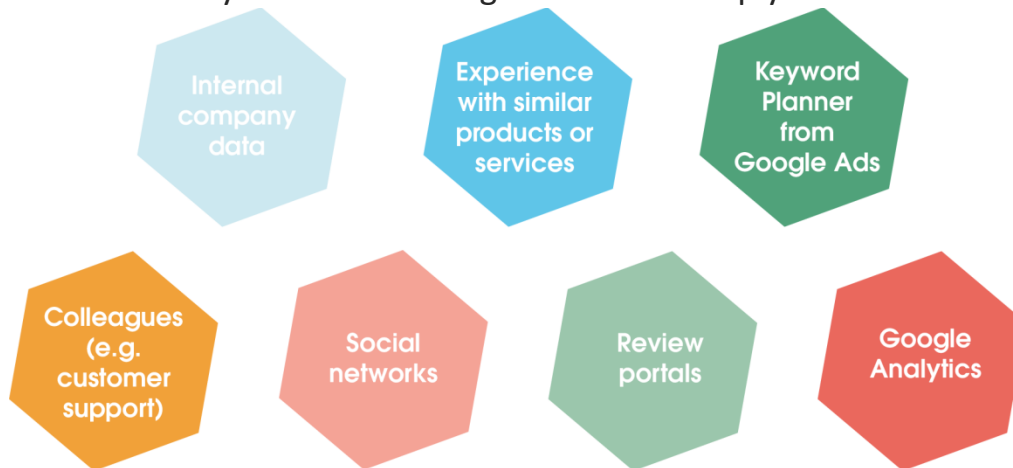 Internal
company
data
Experience
with similar
products or
services
Keyword
Planner
from
Google Ads
Colleagues
(e.g.
customer
support)
Social
networks
Review
portals
Google
Analytics